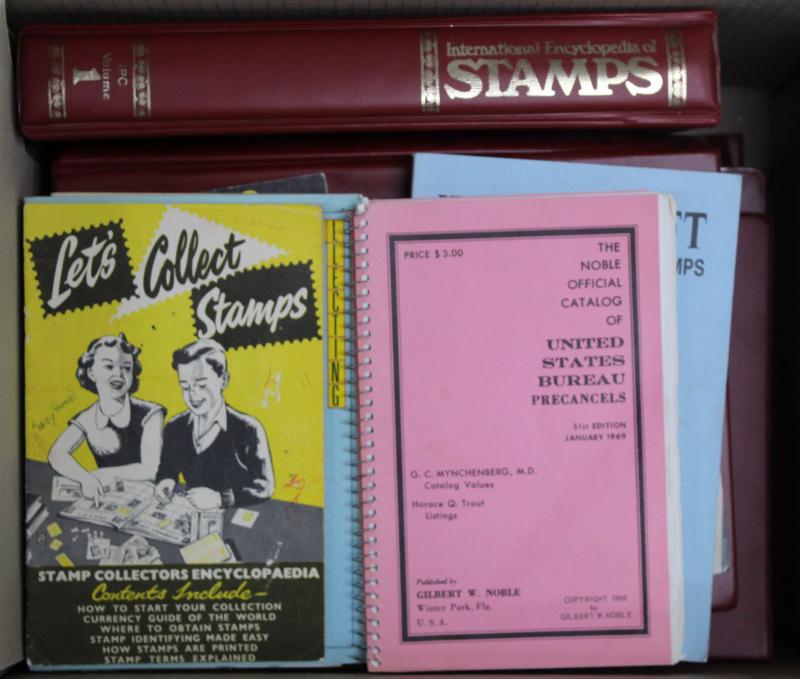 International Encyclopedia of
STAMPS
IPC
Volume
1
Let's
Collect
Stamps
STAMP COLLECTORS ENCYCLOPAEDIA
Contents Include—
HOW TO START YOUR COLLECTION
CURRENCY GUIDE OF THE WORLD
WHERE TO OBTAIN STAMPS
STAMP IDENTIFYING MADE EASY
HOW STAMPS ARE PRINTED
STAMP TERMS EXPLAINED
LECTING
PRICE $3.00
THE
NOBLE
OFFICIAL
CATALOG
OF
UNITED
STATES
BUREAU
PRECANCELS
51st EDITION
JANUARY 1969
G. C. MYNCHENBERG, M.D.
Catalog Values
Horace Q. Trout
Listings
Published by
GILBERT W. NOBLE
Winter Park, Fla.
U. S. A.
COPYRIGHT 1969
by
GILBERT W. NOBLE
T
MPS